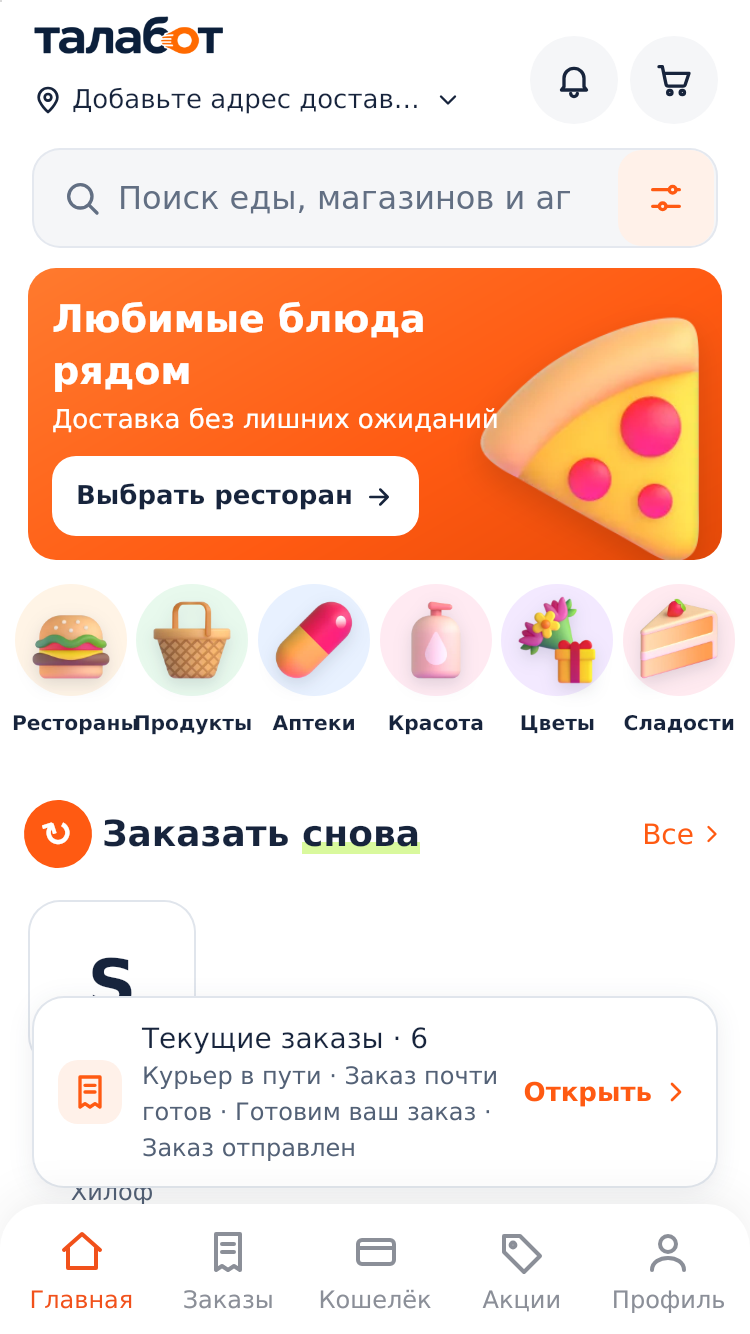 талабот
Добавьте адрес достав...
Поиск еды, магазинов и аг
Любимые блюда
рядом
Доставка без лишних ожиданий
Выбрать ресторан →
Рестораны Продукты Аптеки Красота Цветы Сладости
Заказать снова
Все
S
Текущие заказы · 6
Курьер в пути · Заказ почти
готов · Готовим ваш заказ ·
Заказ отправлен
Открыть
Хилоф
Главная Заказы Кошелёк Акции Профиль